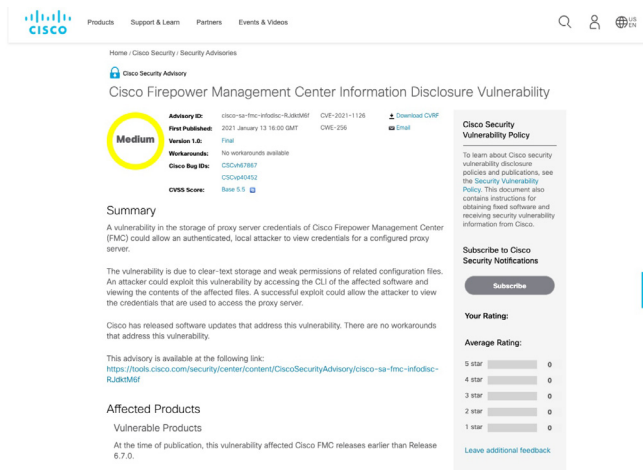 CISCO
Products Support & Learn Partners Events & Videos
US
EN
Home / Cisco Security / Security Advisories
Cisco Security Advisory
Cisco Firepower Management Center Information Disclosure Vulnerability
Medium
Advisory ID: cisco-sa-fmc-infodisc-RJdktM6f CVE-2021-1126 Download CVRF
First Published: 2021 January 13 16:00 GMT CWE-256 Email
Version 1.0: Final
Workarounds: No workarounds available
Cisco Bug IDs: CSCvh87867
CSCvp40452
CVSS Score: Base 5.5
Summary
A vulnerability in the storage of proxy server credentials of Cisco Firepower Management Center
(FMC) could allow an authenticated, local attacker to view credentials for a configured proxy
server.
The vulnerability is due to clear-text storage and weak permissions of related configuration files.
An attacker could exploit this vulnerability by accessing the CLI of the affected software and
viewing the contents of the affected files. A successful exploit could allow the attacker to view
the credentials that are used to access the proxy server.
Cisco has released software updates that address this vulnerability. There are no workarounds
that address this vulnerability.
This advisory is available at the following link:
https://tools.cisco.com/security/center/content/CiscoSecurityAdvisory/cisco-sa-fmc-infodisc-
RJdktM6f
Affected Products
Vulnerable Products
At the time of publication, this vulnerability affected Cisco FMC releases earlier than Release
6.7.0.
Cisco Security
Vulnerability Policy
To learn about Cisco security
vulnerability disclosure
policies and publications, see
the Security Vulnerability
Policy. This document also
contains instructions for
obtaining fixed software and
receiving security vulnerability
information from Cisco.
Subscribe to Cisco
Security Notifications
Subscribe
Your Rating:
Average Rating:
5 star 0
4 star 0
3 star 0
2 star 0
1 star 0
Leave additional feedback